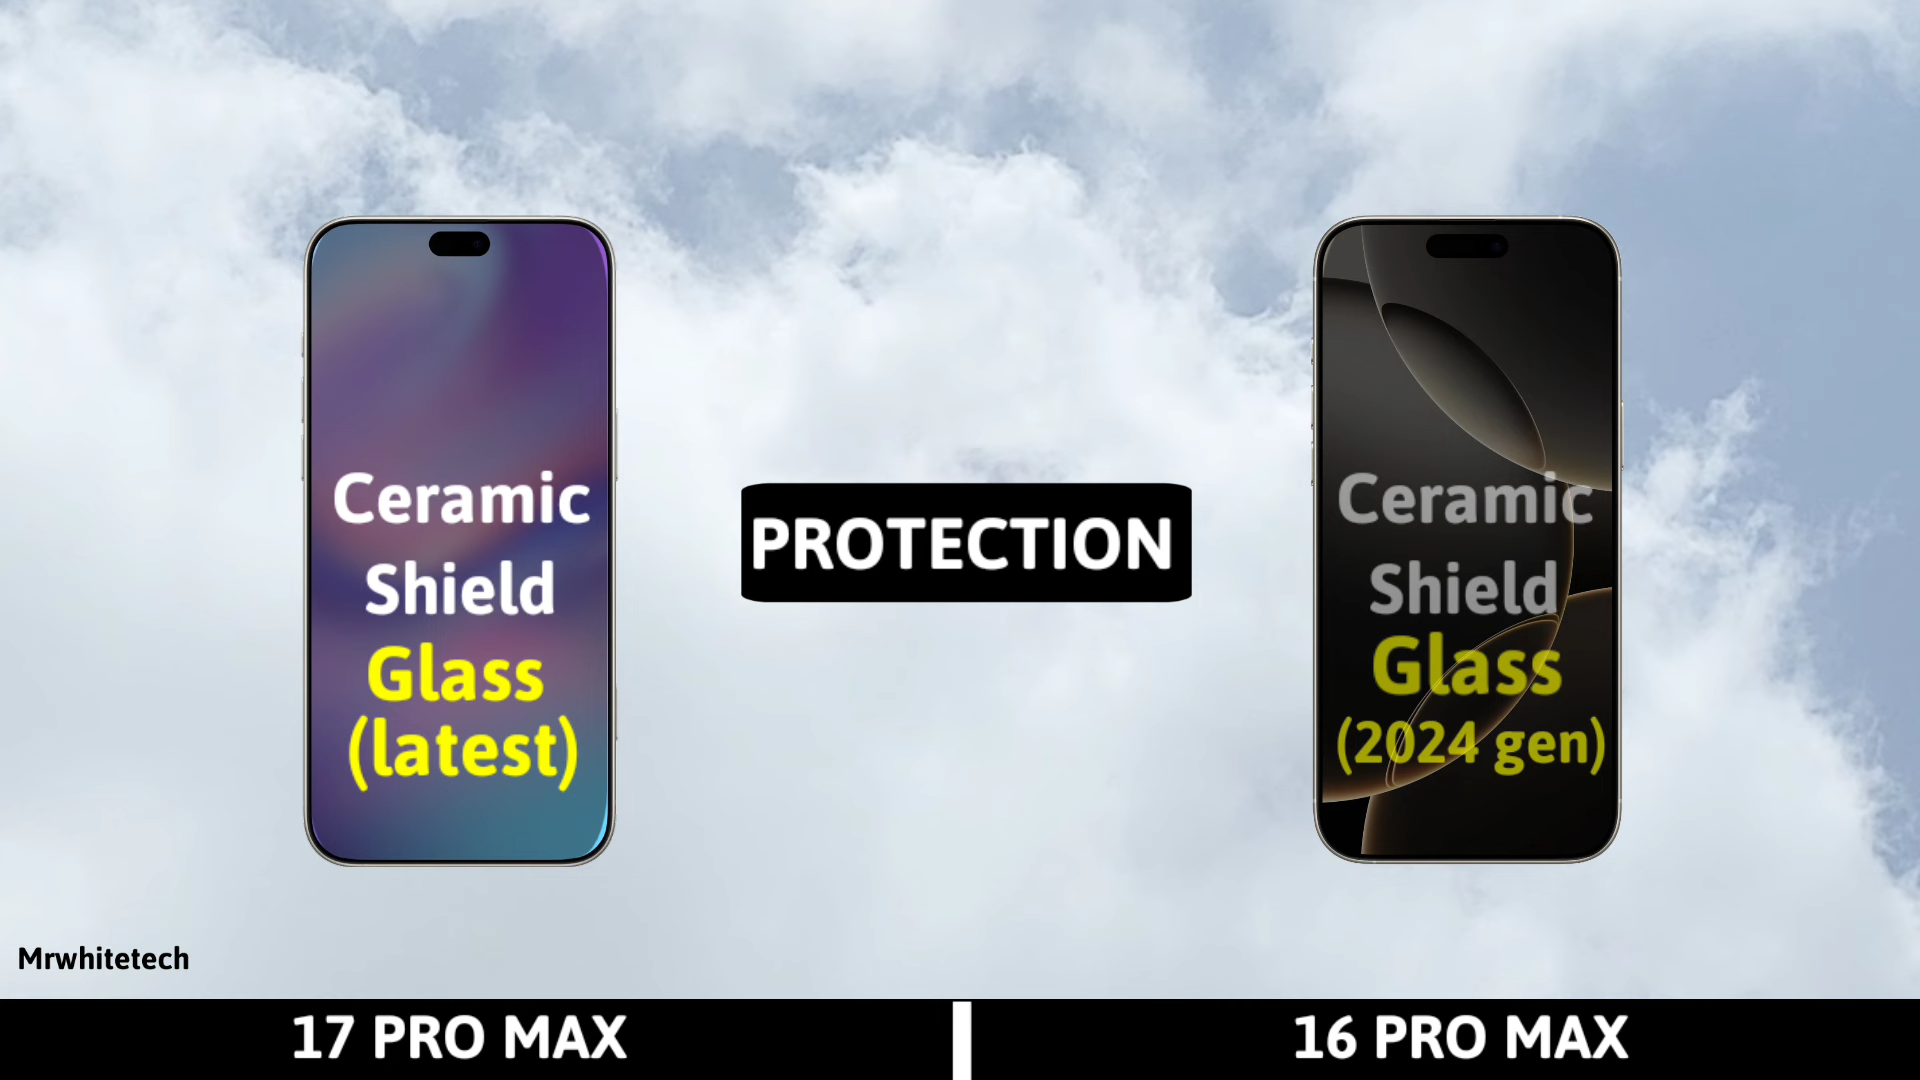 Ceramic
Shield
Glass
(latest)
PROTECTION
Ceramic
Shield
Glass
(2024 gen)
Mrwhitetech
17 PRO MAX
16 PRO MAX